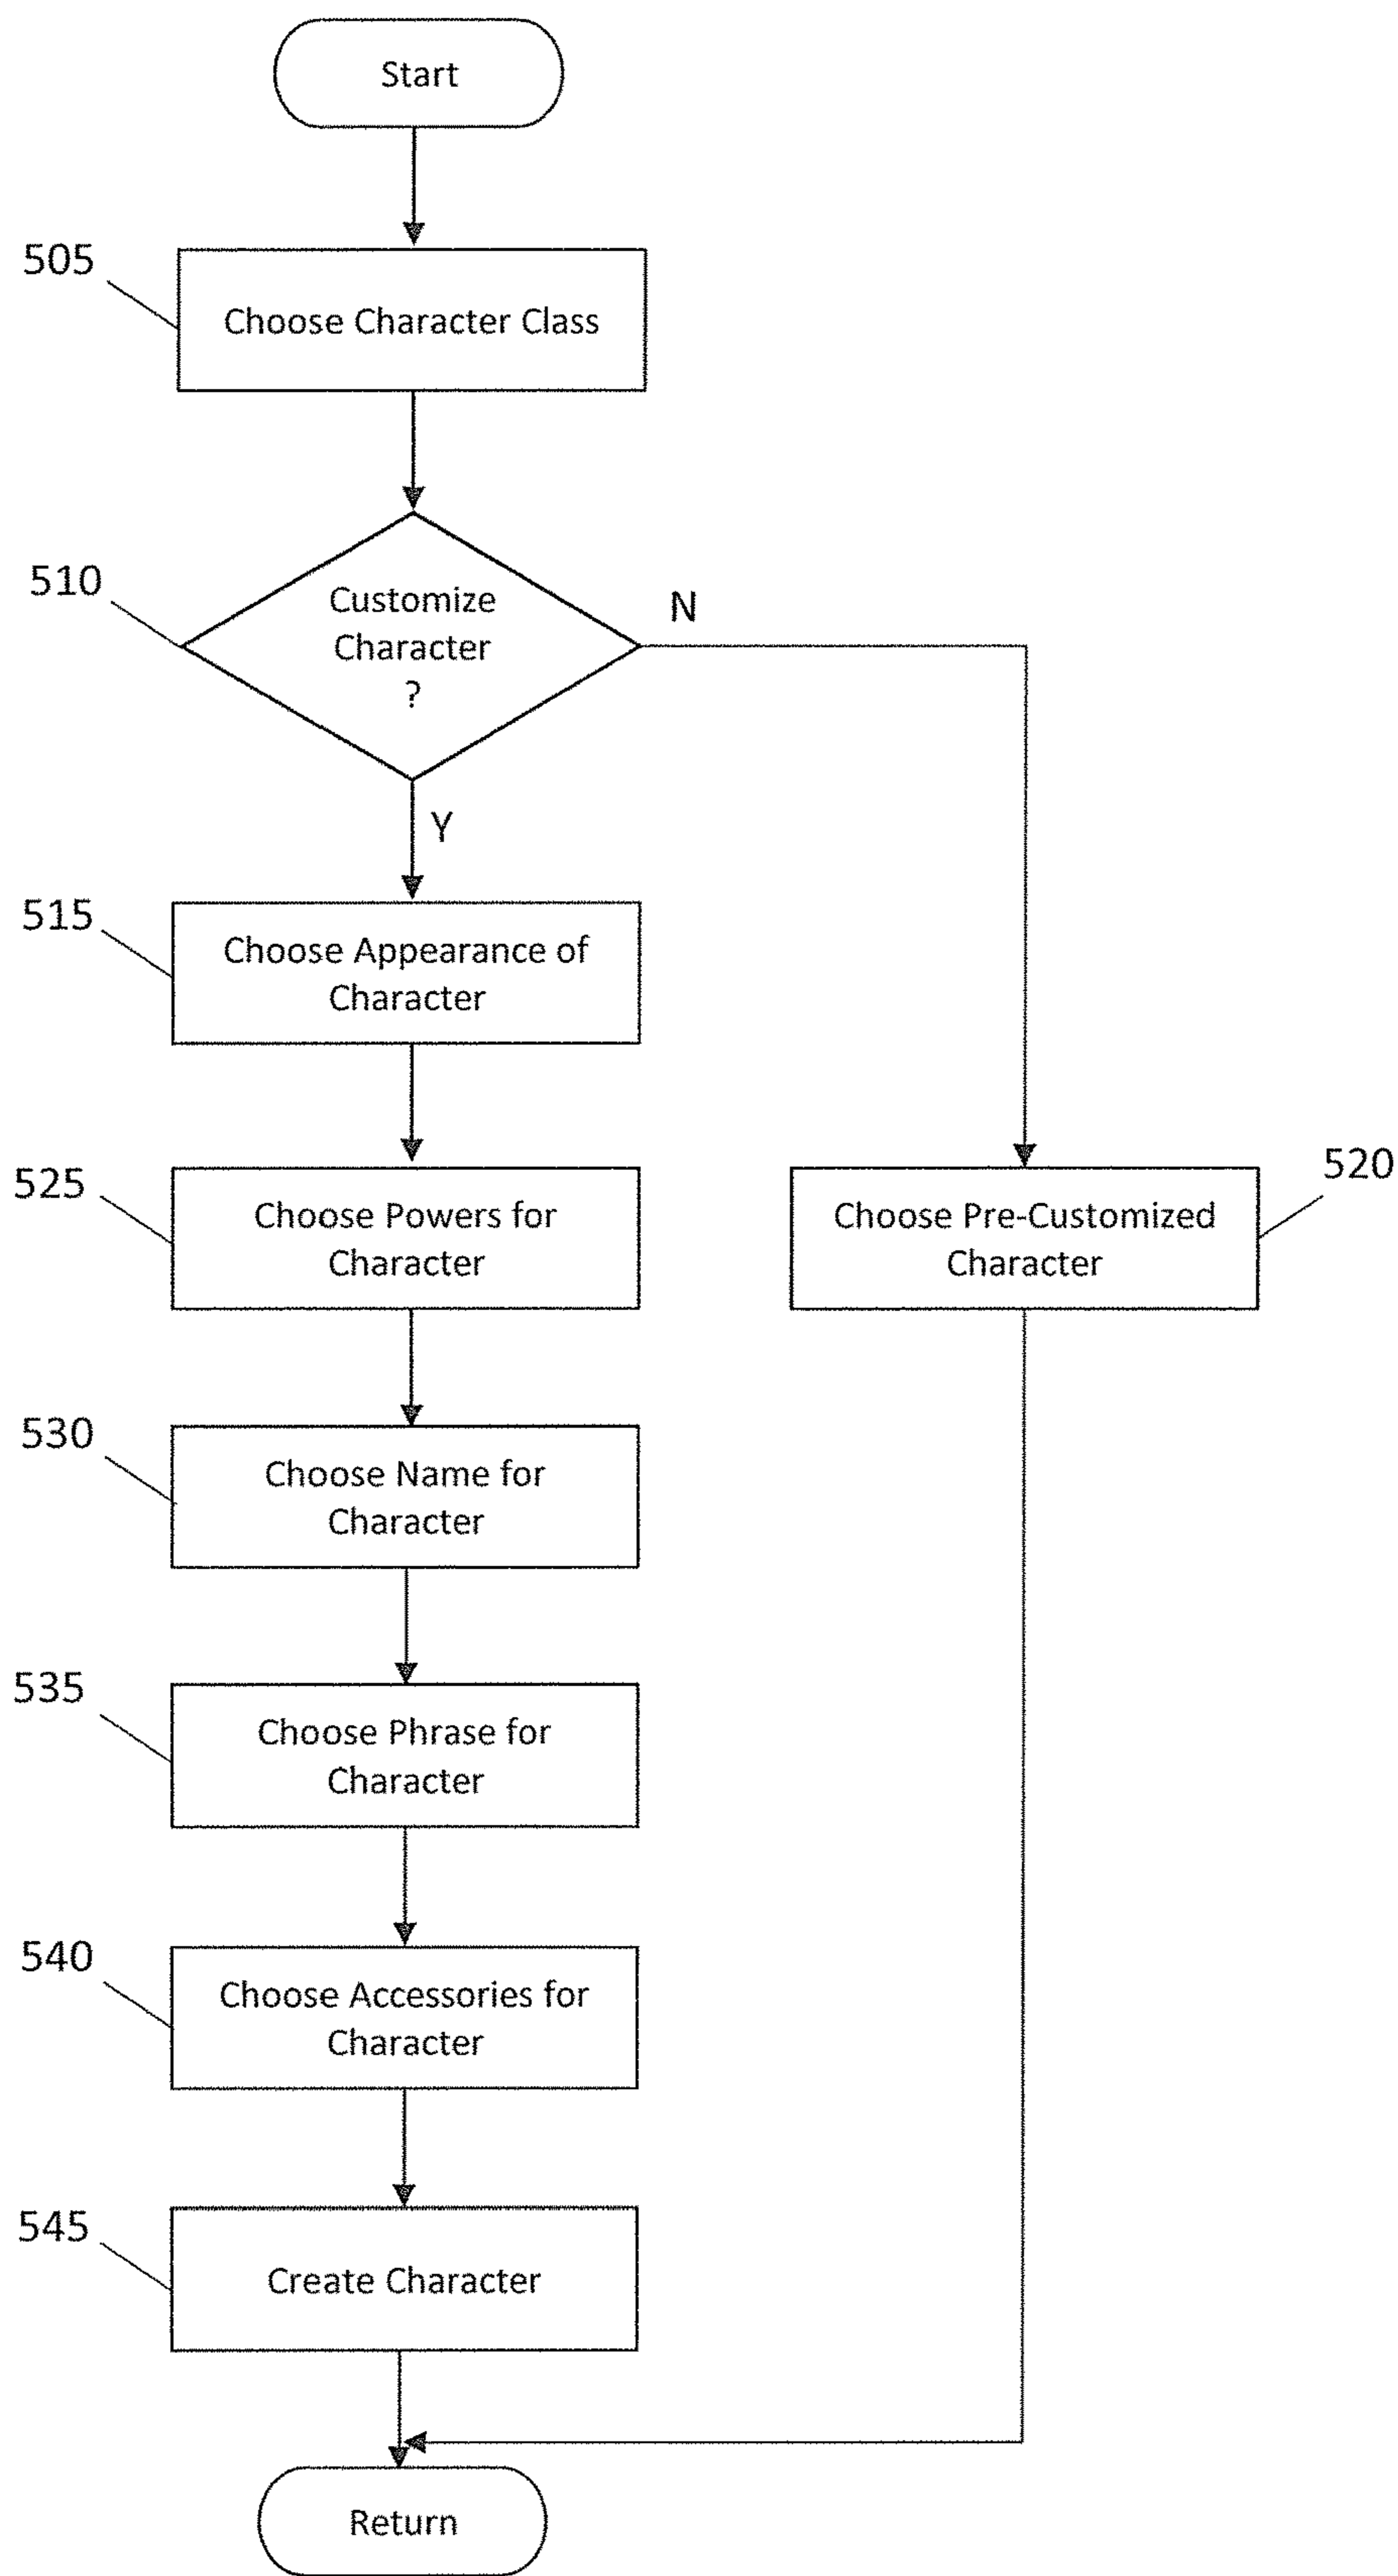 Start
505
Choose Character Class
510
Customize
Character
?
N
Y
515
Choose Appearance of
Character
525
Choose Powers for
Character
520
Choose Pre-Customized
Character
530
Choose Name for
Character
535
Choose Phrase for
Character
540
Choose Accessories for
Character
545
Create Character
Return